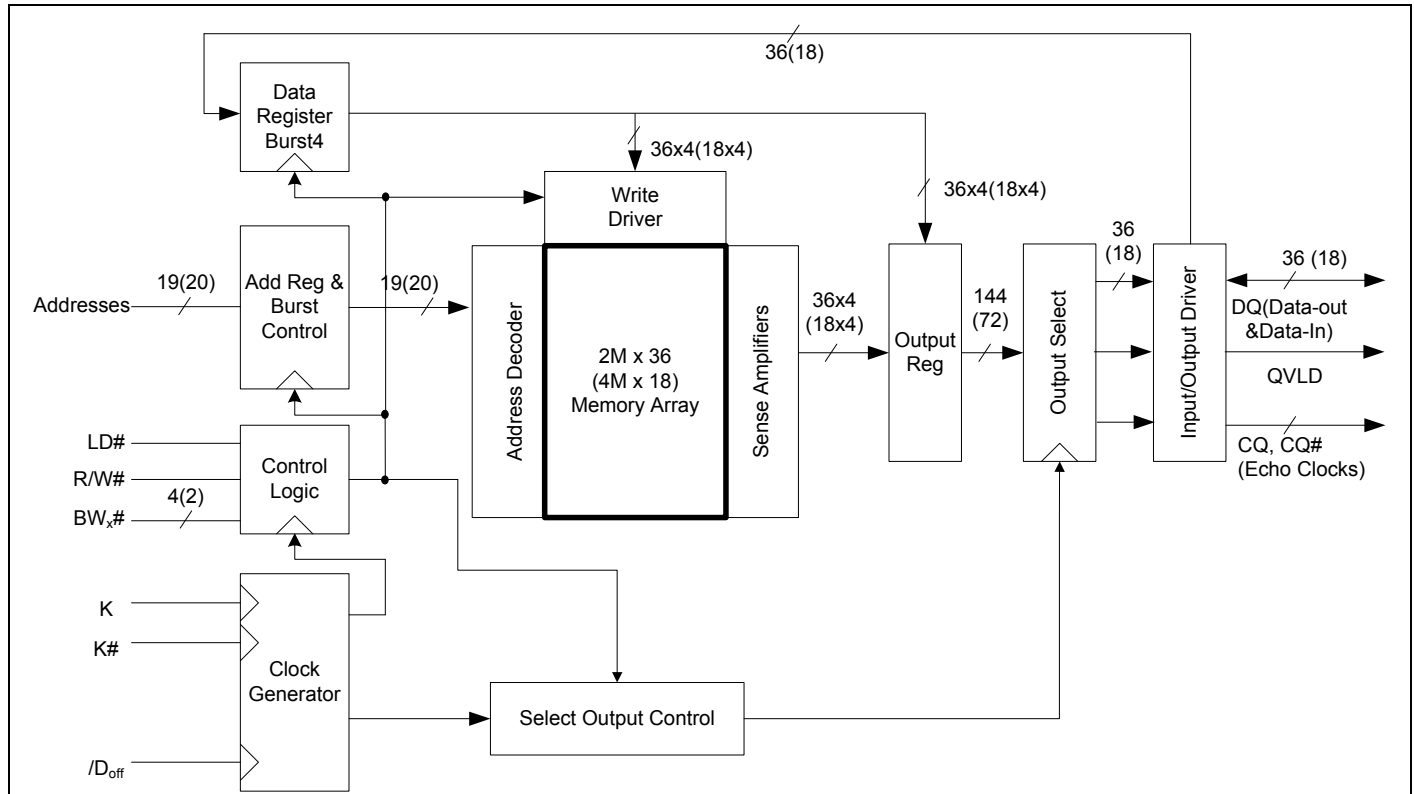 36(18)
Data
Register
Burst4
36x4(18x4)
36x4(18x4)
Write
Driver
Addresses
19(20)
Add Reg &
Burst
Control
19(20)
Address Decoder
2M x 36
(4M x 18)
Memory Array
Sense Amplifiers
36x4
(18x4)
Output
Reg
144
(72)
Output Select
36
(18)
Input/Output Driver
36 (18)
DQ(Data-out
&Data-In)
QVLD
CQ, CQ#
(Echo Clocks)
LD#
R/W#
BWx#
4(2)
Control
Logic
K
K#
/Doff
Clock
Generator
Select Output Control